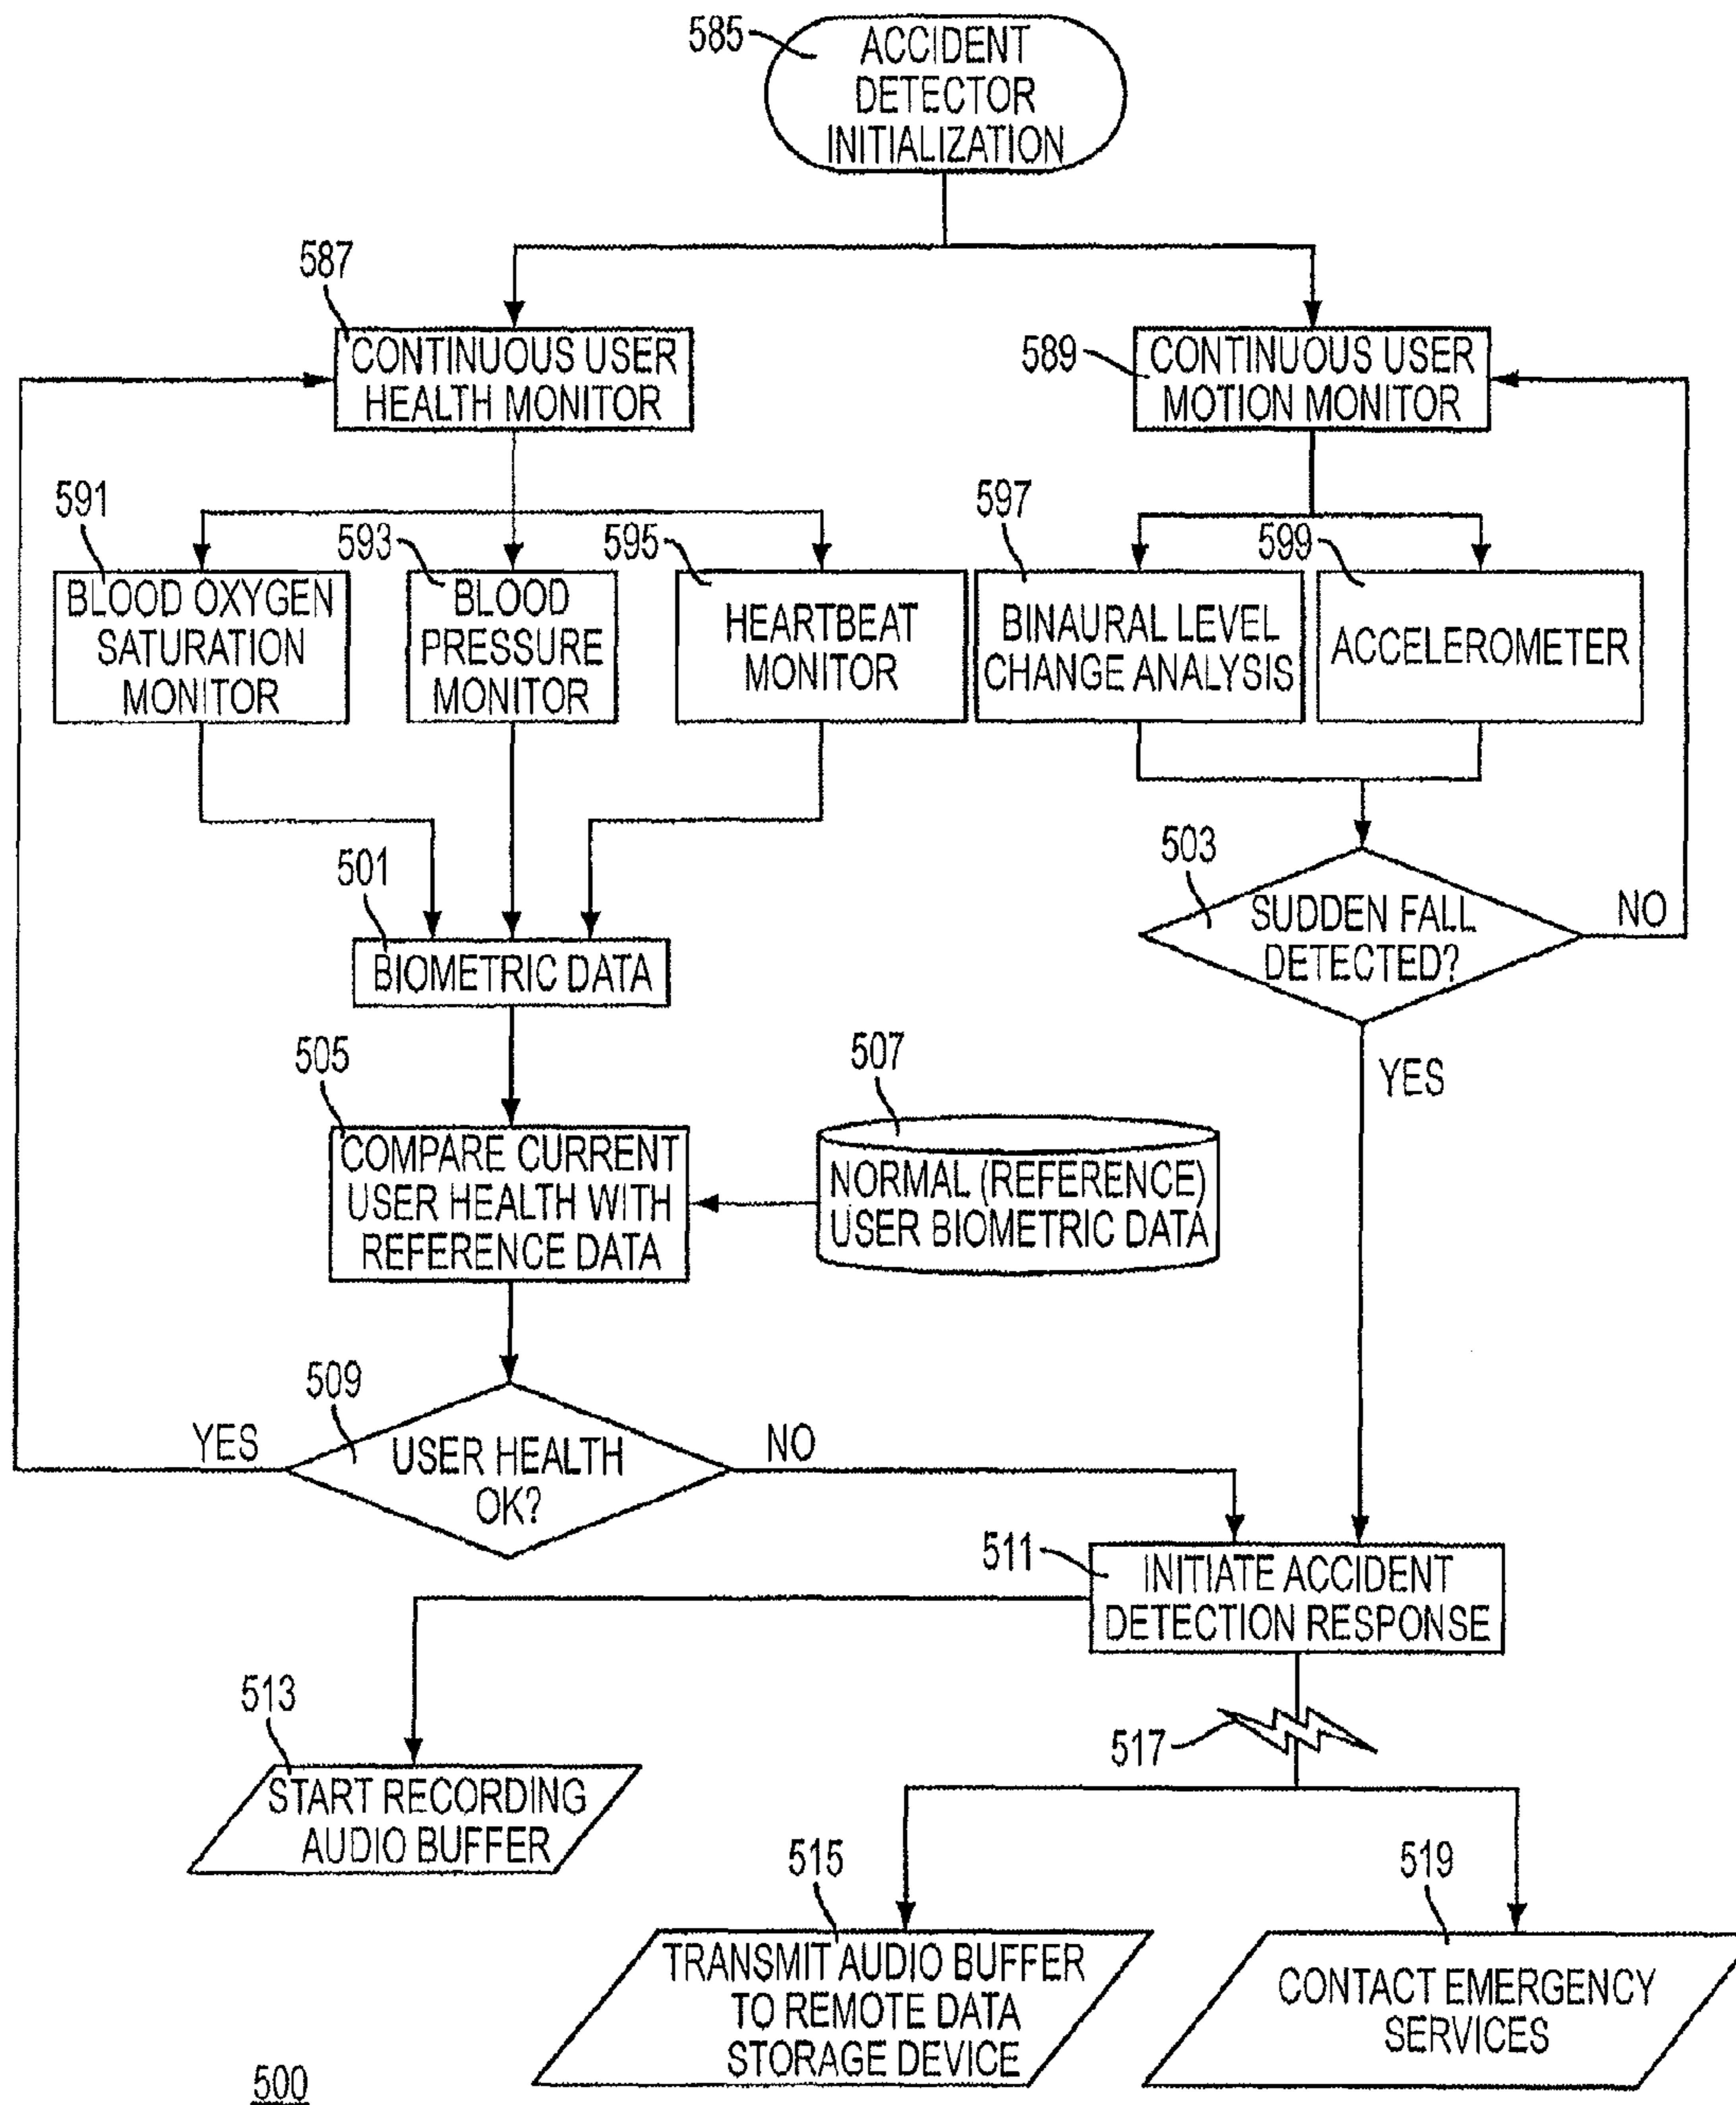 585
ACCIDENT
DETECTOR
INITIALIZATION
587
CONTINUOUS USER
HEALTH MONITOR
589
CONTINUOUS USER
MOTION MONITOR
591
BLOOD OXYGEN
SATURATION
MONITOR
593
BLOOD
PRESSURE
MONITOR
595
HEARTBEAT
MONITOR
597
BINAURAL LEVEL
CHANGE ANALYSIS
599
ACCELEROMETER
501
BIOMETRIC DATA
503
SUDDEN FALL
DETECTED?
NO
YES
505
COMPARE CURRENT
USER HEALTH WITH
REFERENCE DATA
507
NORMAL (REFERENCE)
USER BIOMETRIC DATA
509
USER HEALTH
OK?
YES
NO
511
INITIATE ACCIDENT
DETECTION RESPONSE
513
START RECORDING
AUDIO BUFFER
517
515
TRANSMIT AUDIO BUFFER
TO REMOTE DATA
STORAGE DEVICE
519
CONTACT EMERGENCY
SERVICES
500